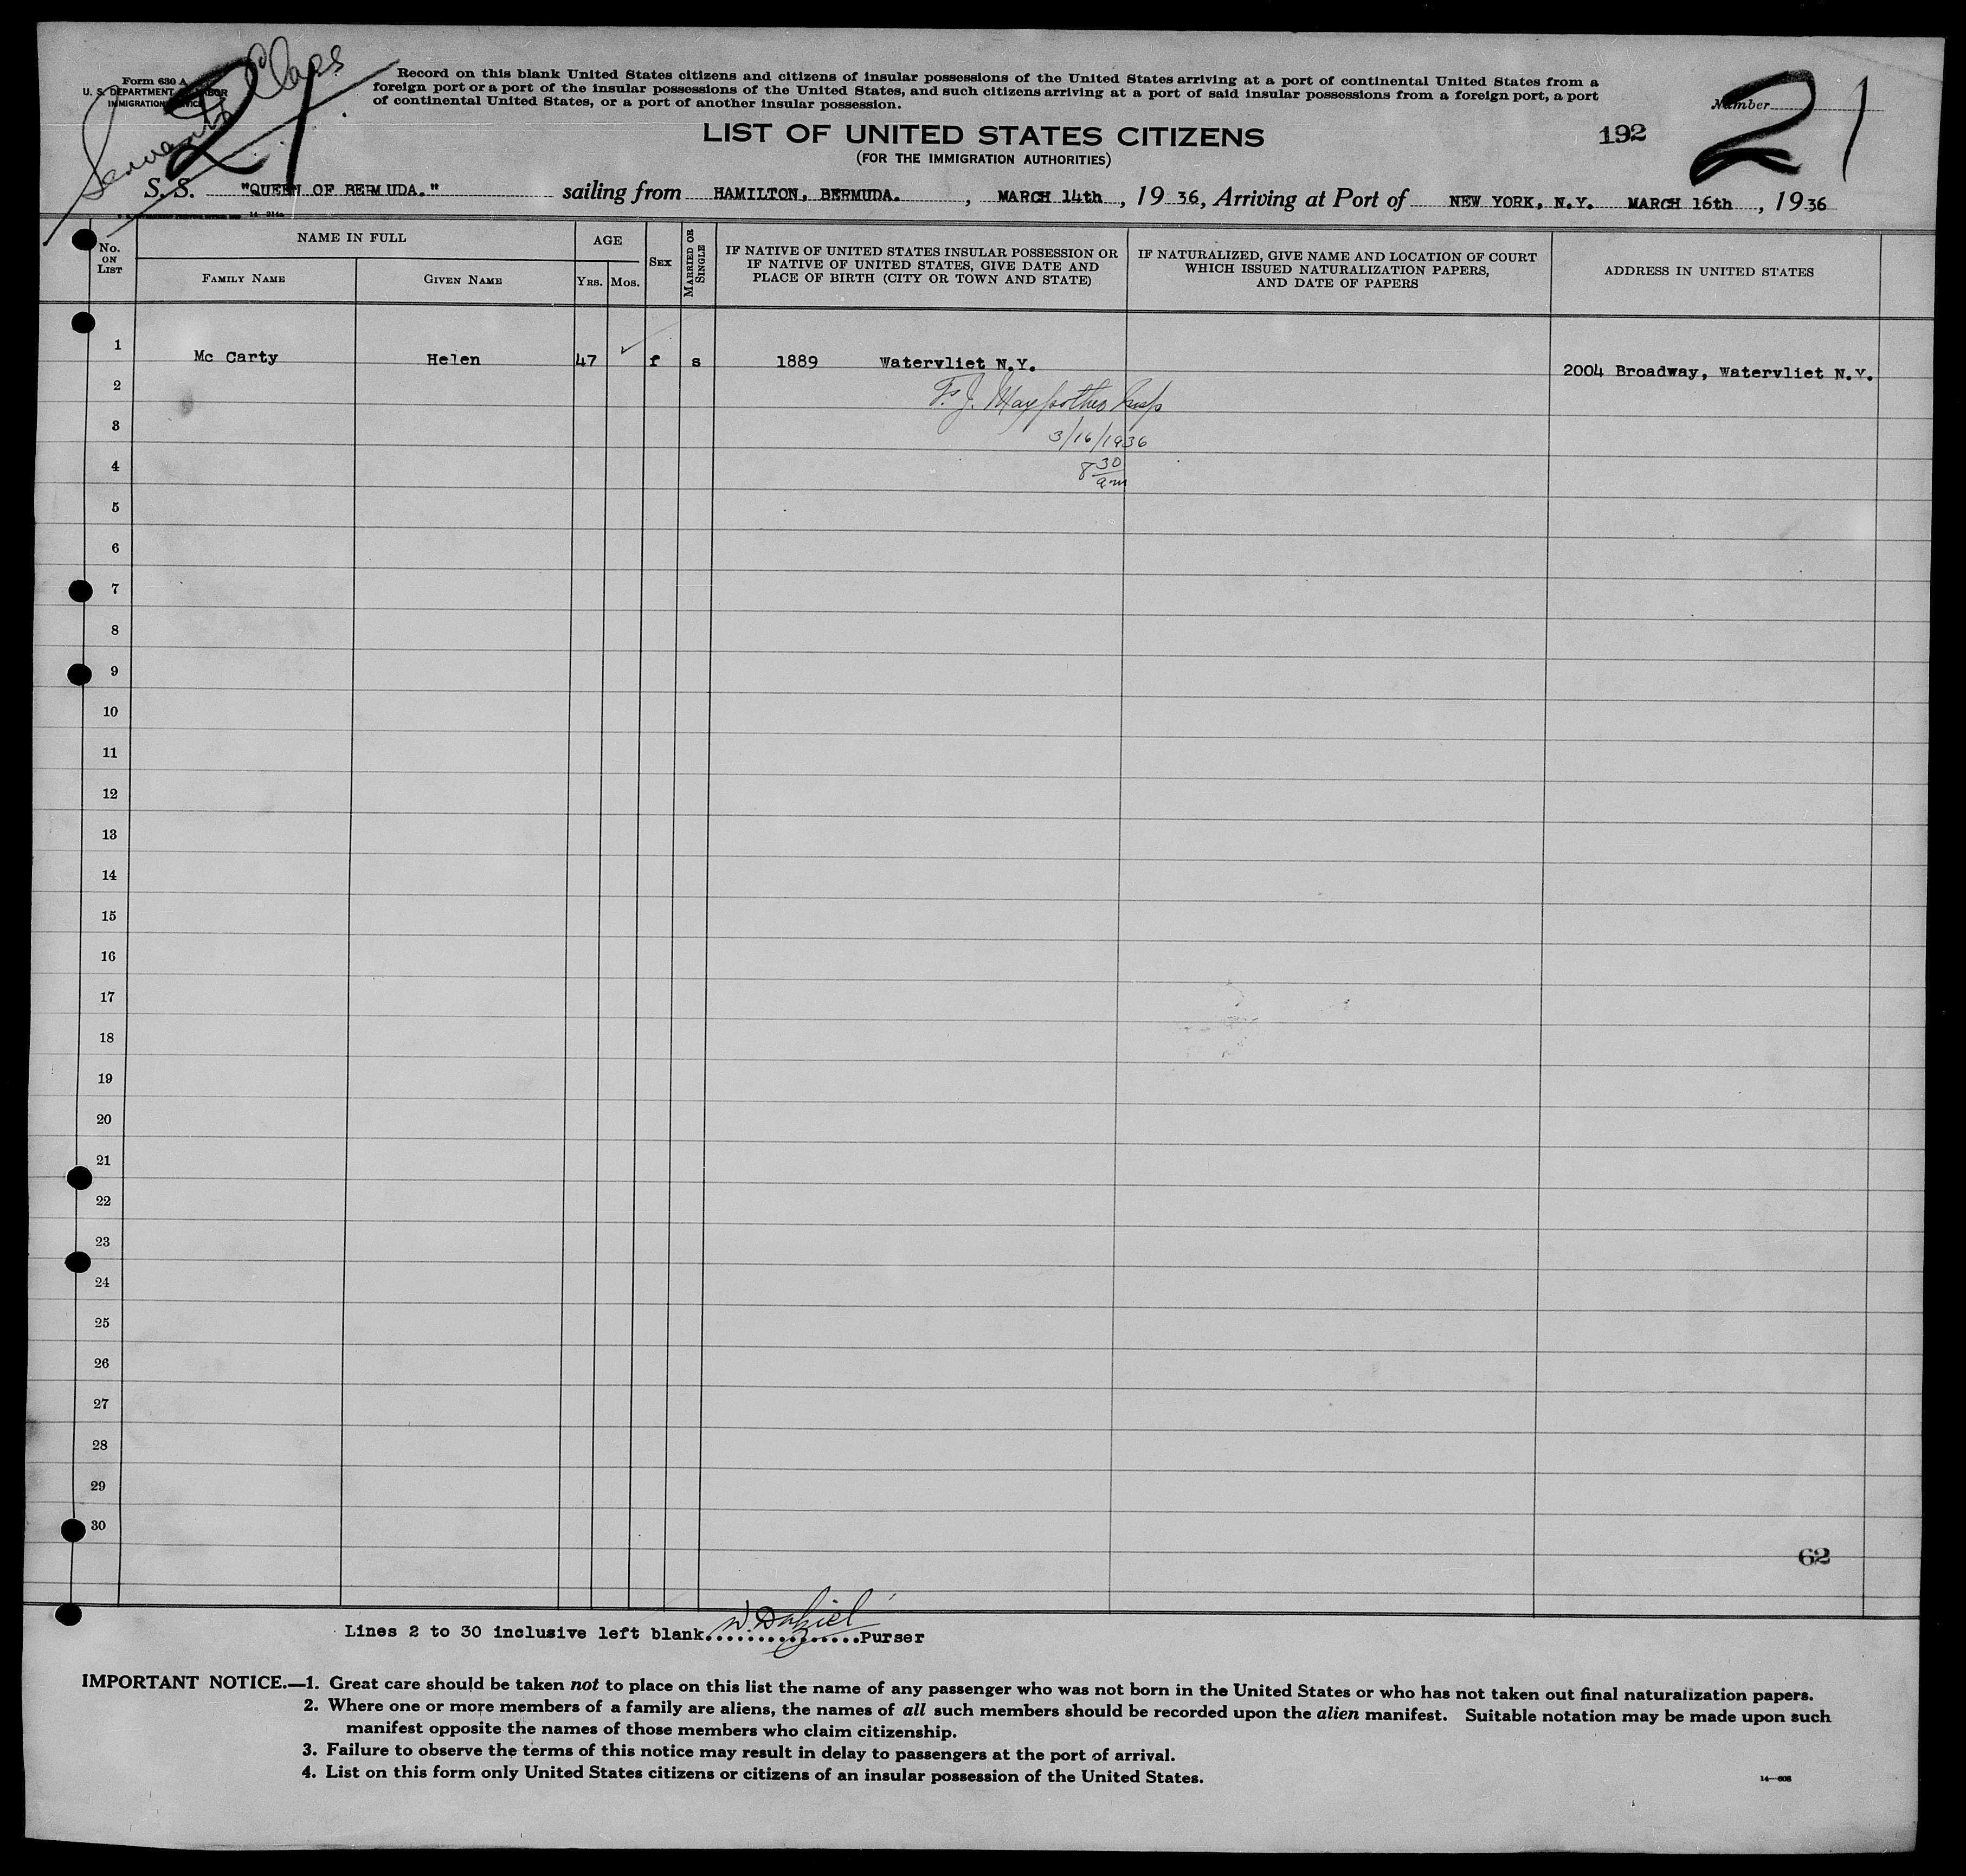 Form 630 A
U. S. DEPARTMENT OF LABOR
IMMIGRATION SERVICE
Servants Class
21
Record on this blank United States citizens and citizens of insular possessions of the United States arriving at a port of continental United States from a
foreign port or a port of the insular possessions of the United States, and such citizens arriving at a port of said insular possessions from a foreign port, a port
of continental United States, or a port of another insular possession.
Number
21
LIST OF UNITED STATES CITIZENS
192
(FOR THE IMMIGRATION AUTHORITIES)
S. S. "QUEEN OF BERMUDA." sailing from HAMILTON, BERMUDA. , MARCH 14th , 19 36, Arriving at Port of NEW YORK, N.Y. MARCH 16th , 19 36
No. ON LIST
NAME IN FULL
FAMILY NAME
GIVEN NAME
AGE
YRS.
MOS.
SEX
MARRIED OR SINGLE
IF NATIVE OF UNITED STATES INSULAR POSSESSION OR
IF NATIVE OF UNITED STATES, GIVE DATE AND
PLACE OF BIRTH (CITY OR TOWN AND STATE)
IF NATURALIZED, GIVE NAME AND LOCATION OF COURT
WHICH ISSUED NATURALIZATION PAPERS,
AND DATE OF PAPERS
ADDRESS IN UNITED STATES
1 Mc Carty Helen 47 ✓ f s 1889 Watervliet N.Y. 2004 Broadway, Watervliet N.Y.
2
F. J.
3
3/16/1936
4
8 30 am
5
6
7
8
9
10
11
12
13
14
15
16
17
18
19
20
21
22
23
24
25
26
27
28
29
30
62
Lines 2 to 30 inclusive left blank................Purser
W. Dalziel
IMPORTANT NOTICE.—1. Great care should be taken not to place on this list the name of any passenger who was not born in the United States or who has not taken out final naturalization papers.
2. Where one or more members of a family are aliens, the names of all such members should be recorded upon the alien manifest. Suitable notation may be made upon such
manifest opposite the names of those members who claim citizenship.
3. Failure to observe the terms of this notice may result in delay to passengers at the port of arrival.
4. List on this form only United States citizens or citizens of an insular possession of the United States.